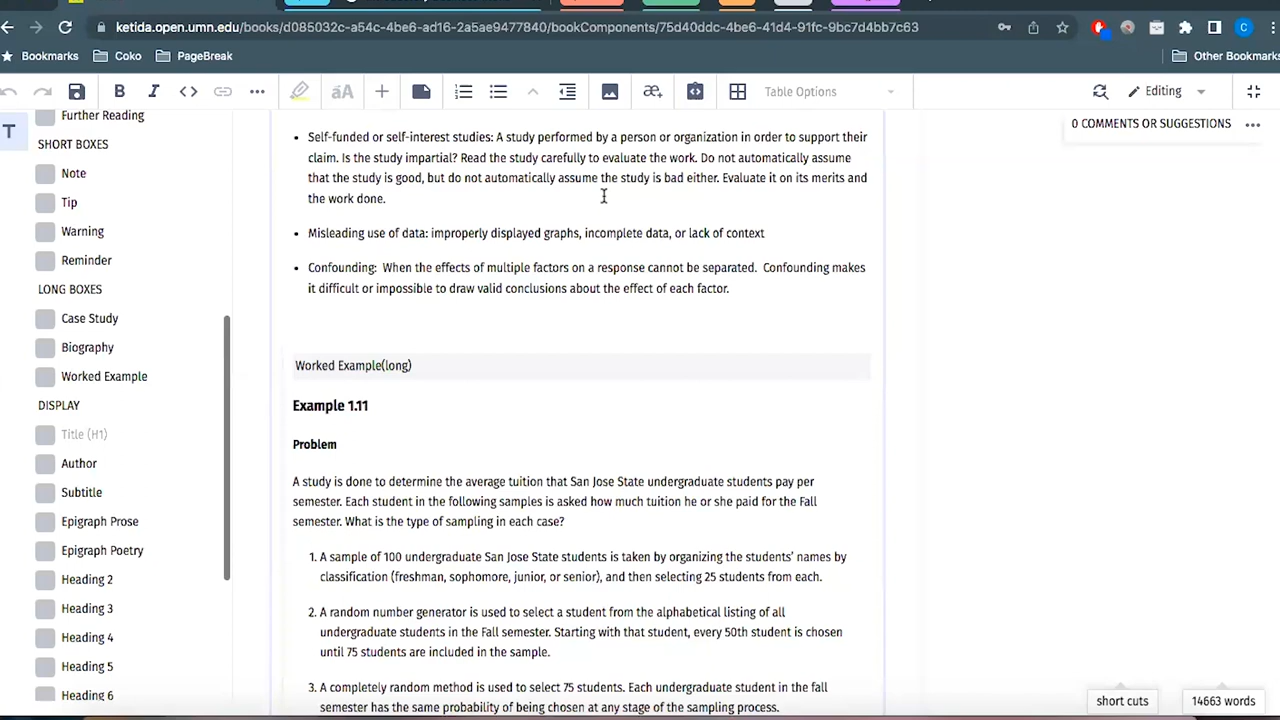 ketida.open.umn.edu/books/d085032c-a54c-4be6-ad16-2a5ae9477840/bookComponents/75d40ddc-4be6-41d4-91fc-9bc7d4bb7c63
C
Bookmarks Coko PageBreak Other Bookmarks
B I aA æ+ Table Options Editing
T
Further Reading
SHORT BOXES
Note
Tip
Warning
Reminder
LONG BOXES
Case Study
Biography
Worked Example
DISPLAY
Title (H1)
Author
Subtitle
Epigraph Prose
Epigraph Poetry
Heading 2
Heading 3
Heading 4
Heading 5
Heading 6
• Self-funded or self-interest studies: A study performed by a person or organization in order to support their
claim. Is the study impartial? Read the study carefully to evaluate the work. Do not automatically assume
that the study is good, but do not automatically assume the study is bad either. Evaluate it on its merits and
the work done.
• Misleading use of data: improperly displayed graphs, incomplete data, or lack of context
• Confounding: When the effects of multiple factors on a response cannot be separated. Confounding makes
it difficult or impossible to draw valid conclusions about the effect of each factor.
Worked Example(long)
Example 1.11
Problem
A study is done to determine the average tuition that San Jose State undergraduate students pay per
semester. Each student in the following samples is asked how much tuition he or she paid for the Fall
semester. What is the type of sampling in each case?
1. A sample of 100 undergraduate San Jose State students is taken by organizing the students' names by
classification (freshman, sophomore, junior, or senior), and then selecting 25 students from each.
2. A random number generator is used to select a student from the alphabetical listing of all
undergraduate students in the Fall semester. Starting with that student, every 50th student is chosen
until 75 students are included in the sample.
3. A completely random method is used to select 75 students. Each undergraduate student in the fall
semester has the same probability of being chosen at any stage of the sampling process.
0 COMMENTS OR SUGGESTIONS
short cuts
14663 words